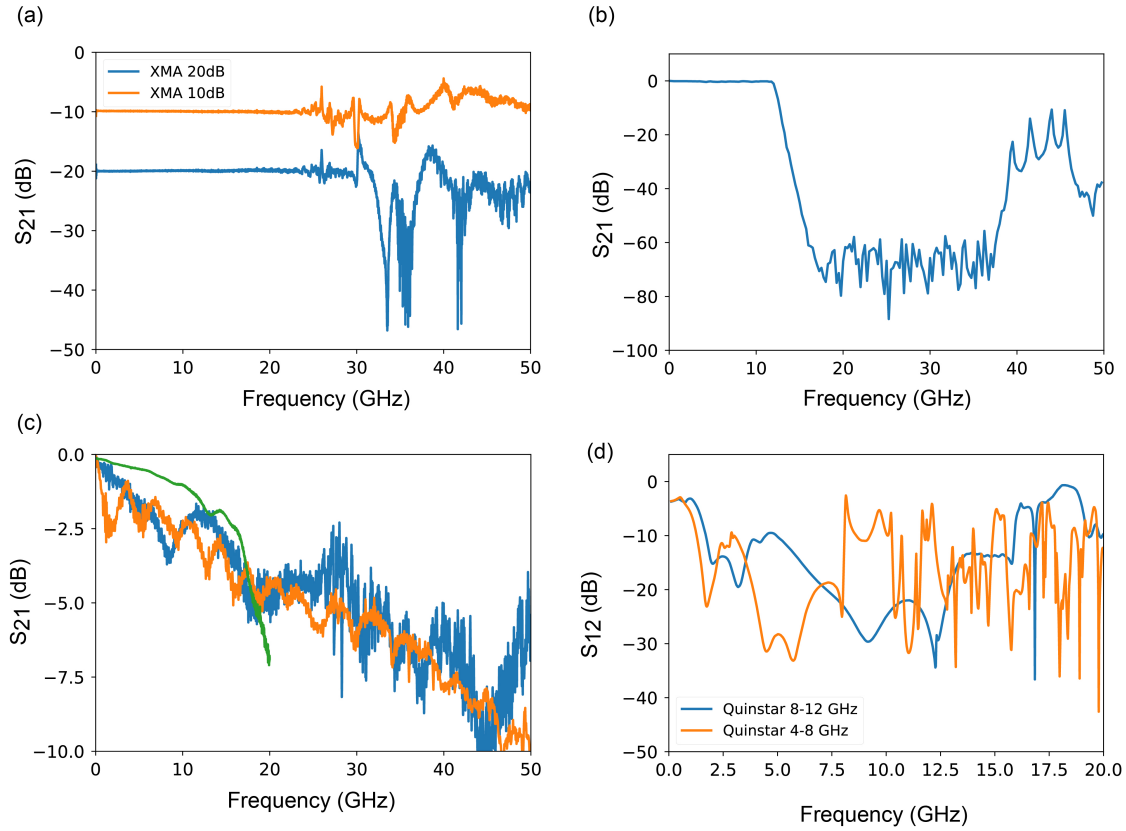 (a)
0
−10
−20
−30
−40
−50
S21 (dB)
XMA 20dB
XMA 10dB
0 10 20 30 40 50
Frequency (GHz)
(b)
0
−20
−40
−60
−80
−100
S21 (dB)
0 10 20 30 40 50
Frequency (GHz)
(c)
0.0
−2.5
−5.0
−7.5
−10.0
S21 (dB)
0 10 20 30 40 50
Frequency (GHz)
(d)
0
−10
−20
−30
−40
−50
S12 (dB)
Quinstar 8-12 GHz
Quinstar 4-8 GHz
0.0 2.5 5.0 7.5 10.0 12.5 15.0 17.5 20.0
Frequency (GHz)